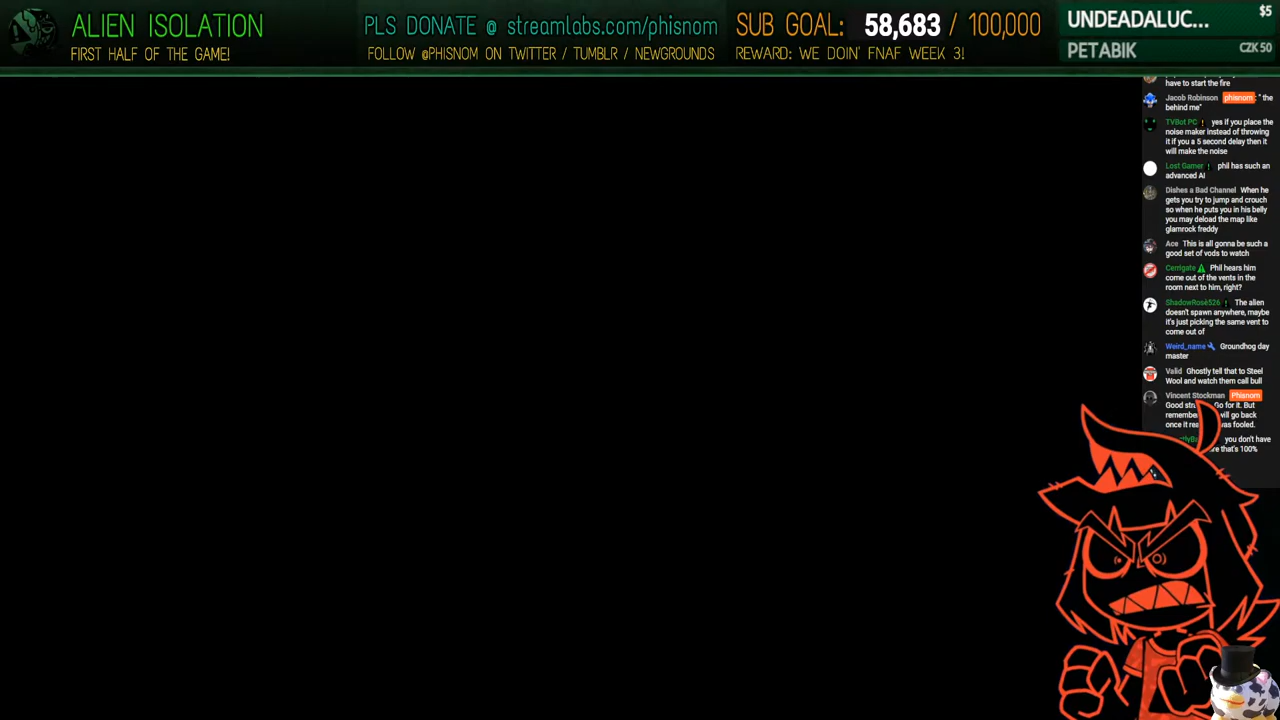 ALIEN ISOLATION
FIRST HALF OF THE GAME!
PLS DONATE @ streamlabs.com/phisnom
FOLLOW @PHISNOM ON TWITTER / TUMBLR / NEWGROUNDS
SUB GOAL: 58,683 / 100,000
REWARD: WE DOIN' FNAF WEEK 3!
UNDEADALUC... $5
PETABIK CZK 50
have to start the fire
Jacob Robinson phisnom : " the
behind me"
TVBot PC ! yes if you place the
noise maker instead of throwing
it if you a 5 second delay then it
will make the noise
Lost Gamer ! phil has such an
advanced AI
Dishes a Bad Channel When he
gets you try to jump and crouch
so when he puts you in his belly
you may deload the map like
glamrock freddy
Ace This is all gonna be such a
good set of vods to watch
Cerrigate Phil hears him
come out of the vents in the
room next to him, right?
ShadowRosè526 ! The alien
doesn't spawn anywhere, maybe
it's just picking the same vent to
come out of
Weird_name Groundhog day
master
Valid Ghostly tell that to Steel
Wool and watch them call bull
Vincent Stockman Phisnom
Good Go for it. But
will go back
once it was fooled.
you don't have
that's 100%